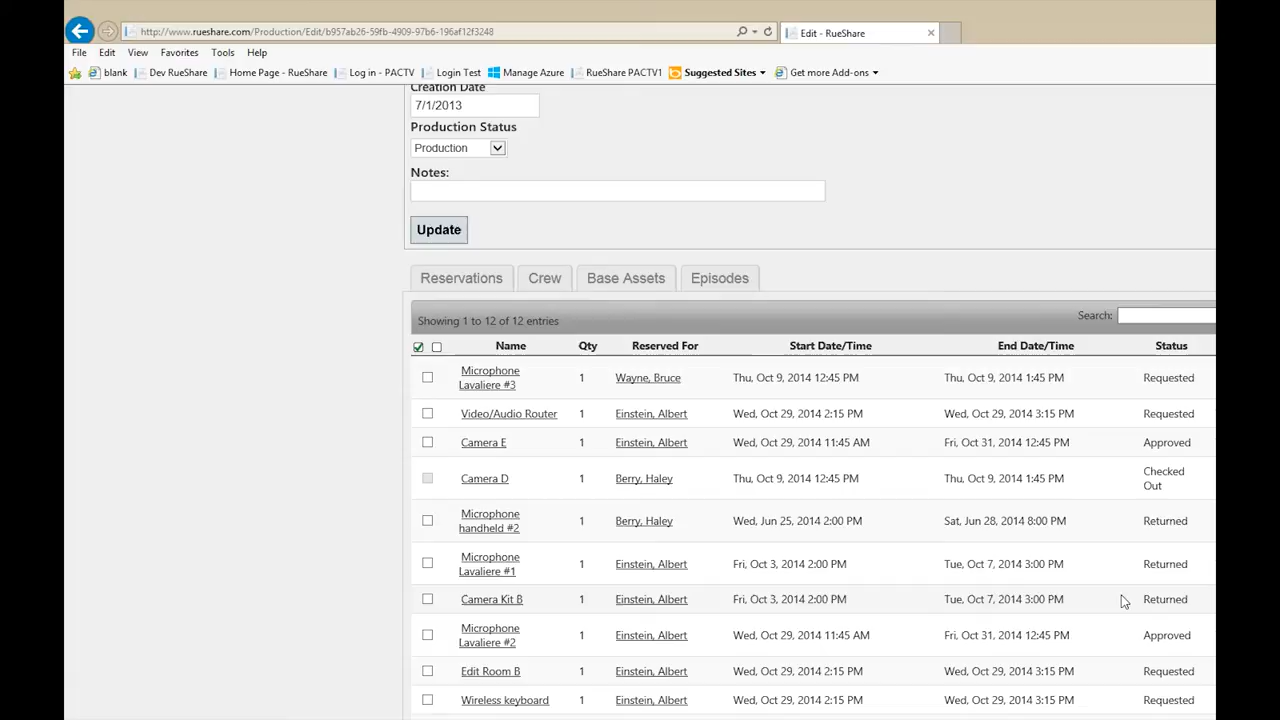 http://www.rueshare.com/Production/Edit/b957ab26-59fb-4909-97b6-196af12f3248
Edit - RueShare
File Edit View Favorites Tools Help
blank Dev RueShare Home Page - RueShare Log in - PACTV Login Test Manage Azure RueShare PACTV1 Suggested Sites Get more Add-ons
Creation Date
7/1/2013
Production Status
Production
Notes:
Update
Reservations Crew Base Assets Episodes
Showing 1 to 12 of 12 entries Search:
Name Qty Reserved For Start Date/Time End Date/Time Status
Microphone
Lavaliere #3 1 Wayne, Bruce Thu, Oct 9, 2014 12:45 PM Thu, Oct 9, 2014 1:45 PM Requested
Video/Audio Router 1 Einstein, Albert Wed, Oct 29, 2014 2:15 PM Wed, Oct 29, 2014 3:15 PM Requested
Camera E 1 Einstein, Albert Wed, Oct 29, 2014 11:45 AM Fri, Oct 31, 2014 12:45 PM Approved
Camera D 1 Berry, Haley Thu, Oct 9, 2014 12:45 PM Thu, Oct 9, 2014 1:45 PM Checked
Out
Microphone
handheld #2 1 Berry, Haley Wed, Jun 25, 2014 2:00 PM Sat, Jun 28, 2014 8:00 PM Returned
Microphone
Lavaliere #1 1 Einstein, Albert Fri, Oct 3, 2014 2:00 PM Tue, Oct 7, 2014 3:00 PM Returned
Camera Kit B 1 Einstein, Albert Fri, Oct 3, 2014 2:00 PM Tue, Oct 7, 2014 3:00 PM Returned
Microphone
Lavaliere #2 1 Einstein, Albert Wed, Oct 29, 2014 11:45 AM Fri, Oct 31, 2014 12:45 PM Approved
Edit Room B 1 Einstein, Albert Wed, Oct 29, 2014 2:15 PM Wed, Oct 29, 2014 3:15 PM Requested
Wireless keyboard 1 Einstein, Albert Wed, Oct 29, 2014 2:15 PM Wed, Oct 29, 2014 3:15 PM Requested